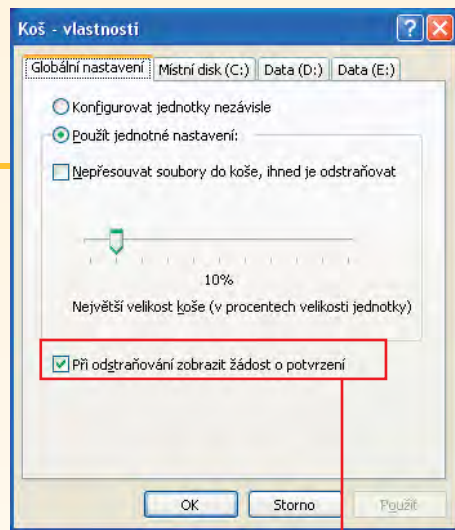 Koš - vlastnosti
Globální nastavení Místní disk (C:) Data (D:) Data (E:)
Konfigurovat jednotky nezávisle
Použít jednotné nastavení:
Nepřesouvat soubory do koše, ihned je odstraňovat
10%
Největší velikost koše (v procentech velikosti jednotky)
Při odstraňování zobrazit žádost o potvrzení
OK Storno Použít